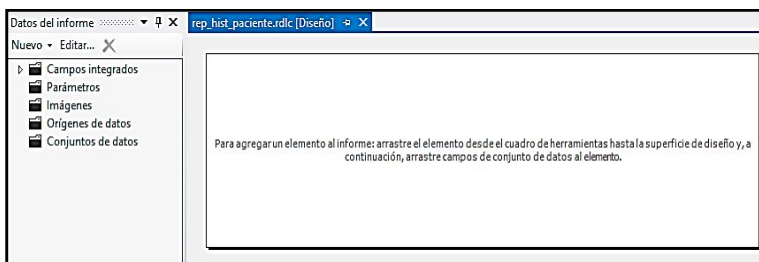 Datos del informe
Nuevo Editar...
Campos integrados
Parámetros
Imágenes
Orígenes de datos
Conjuntos de datos
rep_hist_paciente.rdlc [Diseño]
Para agregar un elemento al informe: arrastre el elemento desde el cuadro de herramientas hasta la superficie de diseño y, a
continuación, arrastre campos de conjunto de datos al elemento.